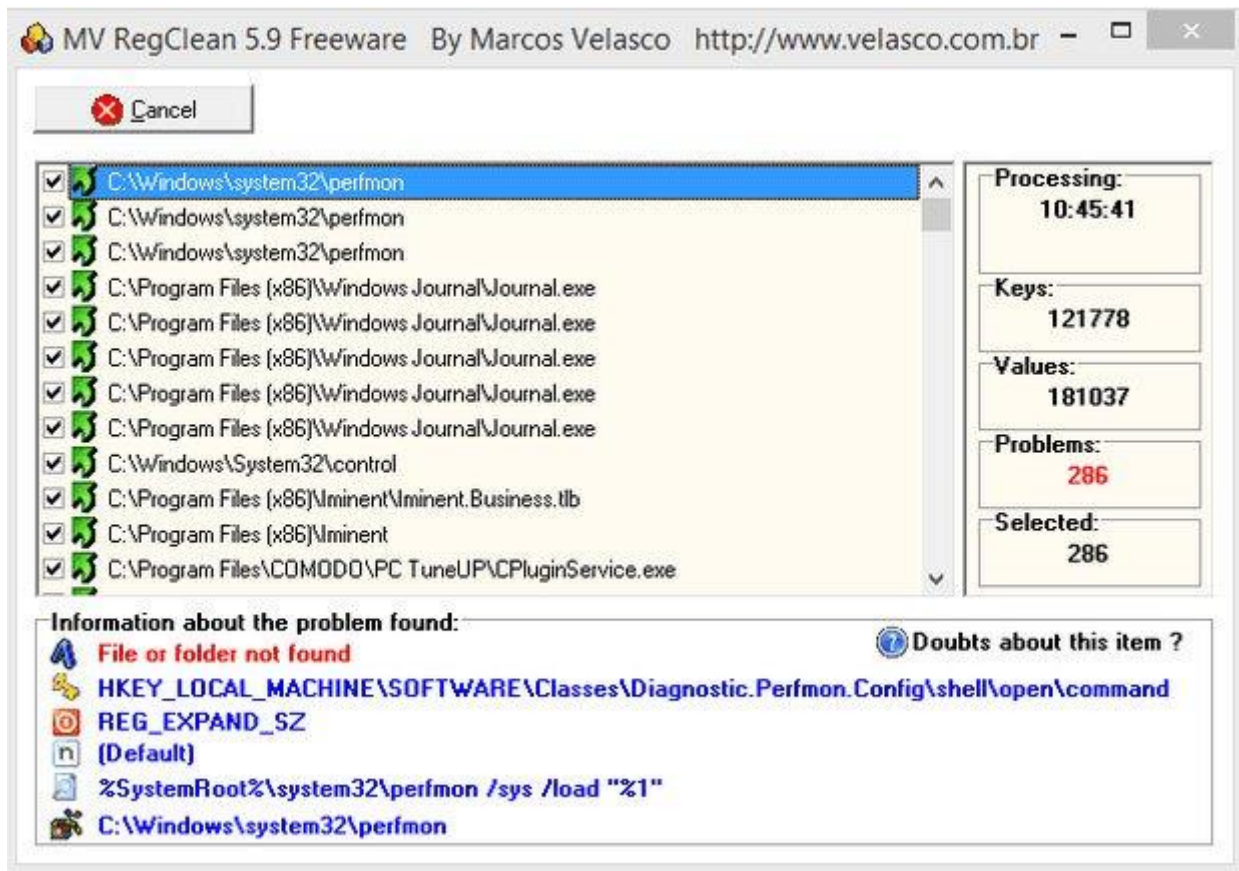 MV RegClean 5.9 Freeware By Marcos Velasco http://www.velasco.com.br
Cancel
C:\Windows\system32\perfmon
C:\Windows\system32\perfmon
C:\Windows\system32\perfmon
C:\Program Files (x86)\Windows Journal\Journal.exe
C:\Program Files (x86)\Windows Journal\Journal.exe
C:\Program Files (x86)\Windows Journal\Journal.exe
C:\Program Files (x86)\Windows Journal\Journal.exe
C:\Program Files (x86)\Windows Journal\Journal.exe
C:\Windows\System32\control
C:\Program Files (x86)\Iminent\Iminent.Business.tlb
C:\Program Files (x86)\Iminent
C:\Program Files\COMODO\PC TuneUP\CPluginService.exe
Processing:
10:45:41
Keys:
121778
Values:
181037
Problems:
286
Selected:
286
Information about the problem found:
Doubts about this item ?
File or folder not found
HKEY_LOCAL_MACHINE\SOFTWARE\Classes\Diagnostic.Perfmon.Config\shell\open\command
REG_EXPAND_SZ
(Default)
%SystemRoot%\system32\perfmon /sys /load "%1"
C:\Windows\system32\perfmon